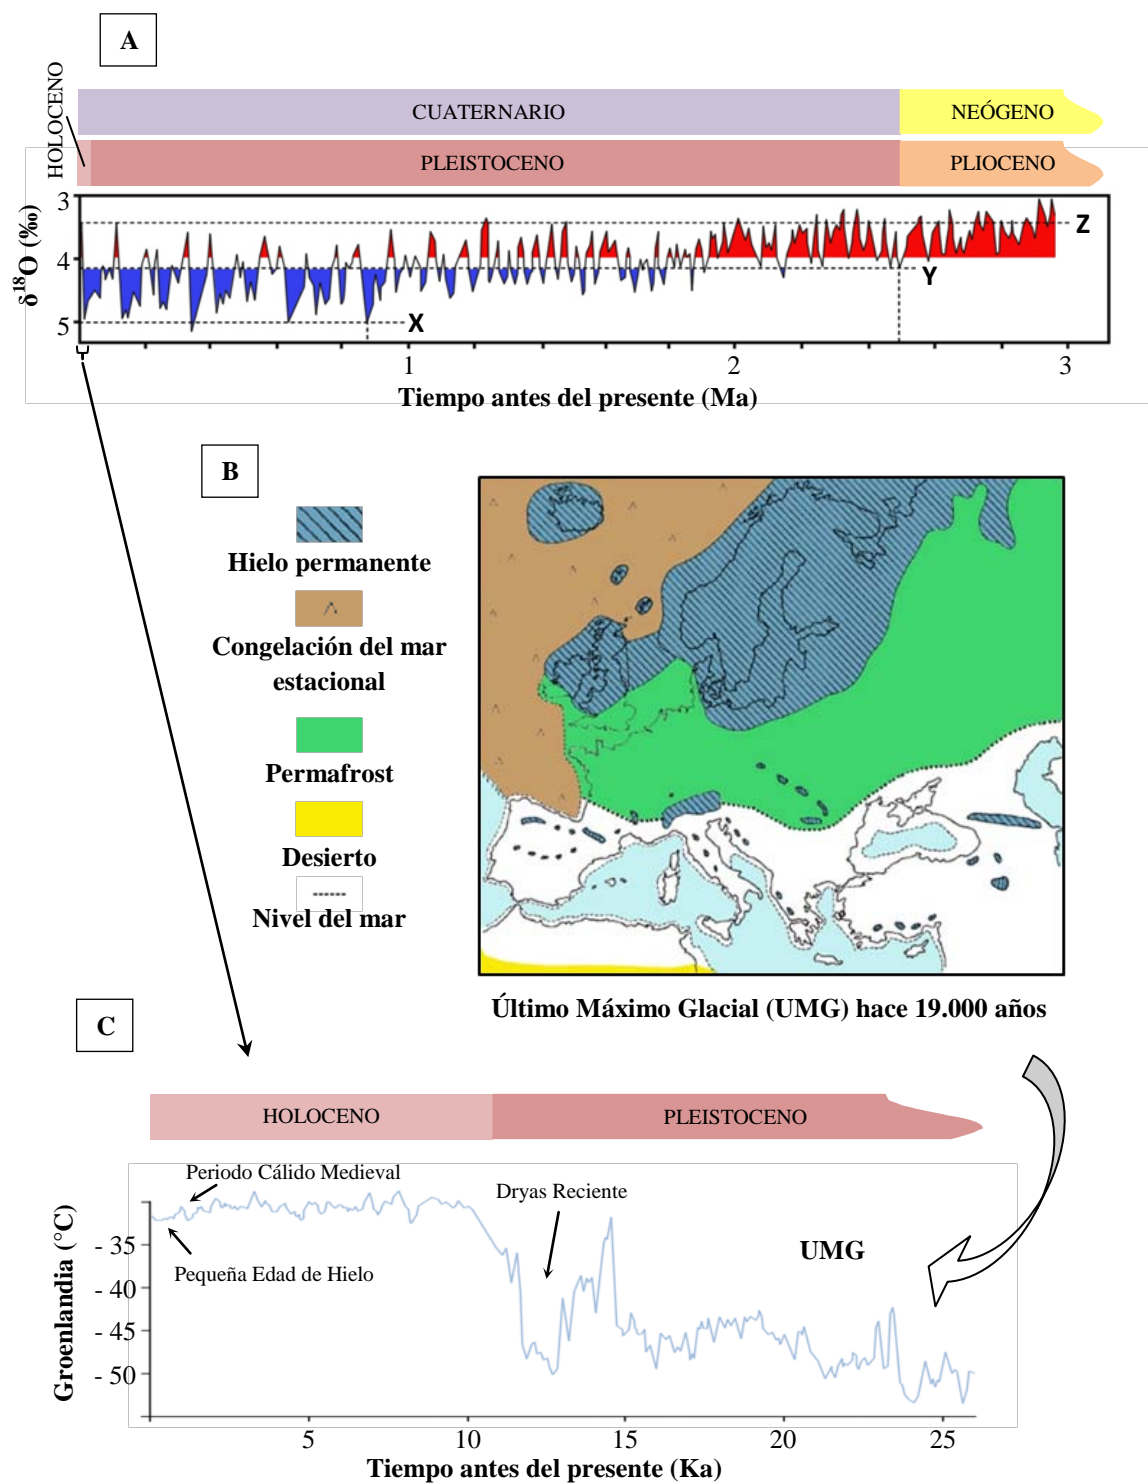 A
HOLOCENO
CUATERNARIO
NEÓGENO
PLEISTOCENO
PLIOCENO
δ18O (‰)
3
4
5
Z
Y
X
1
2
3
Tiempo antes del presente (Ma)
B
Hielo permanente
Congelación del mar
estacional
Permafrost
Desierto
Nivel del mar
Último Máximo Glacial (UMG) hace 19.000 años
C
HOLOCENO
PLEISTOCENO
Periodo Cálido Medieval
Dryas Reciente
UMG
Pequeña Edad de Hielo
Groenlandia (°C)
- 35
- 40
- 45
- 50
5
10
15
20
25
Tiempo antes del presente (Ka)